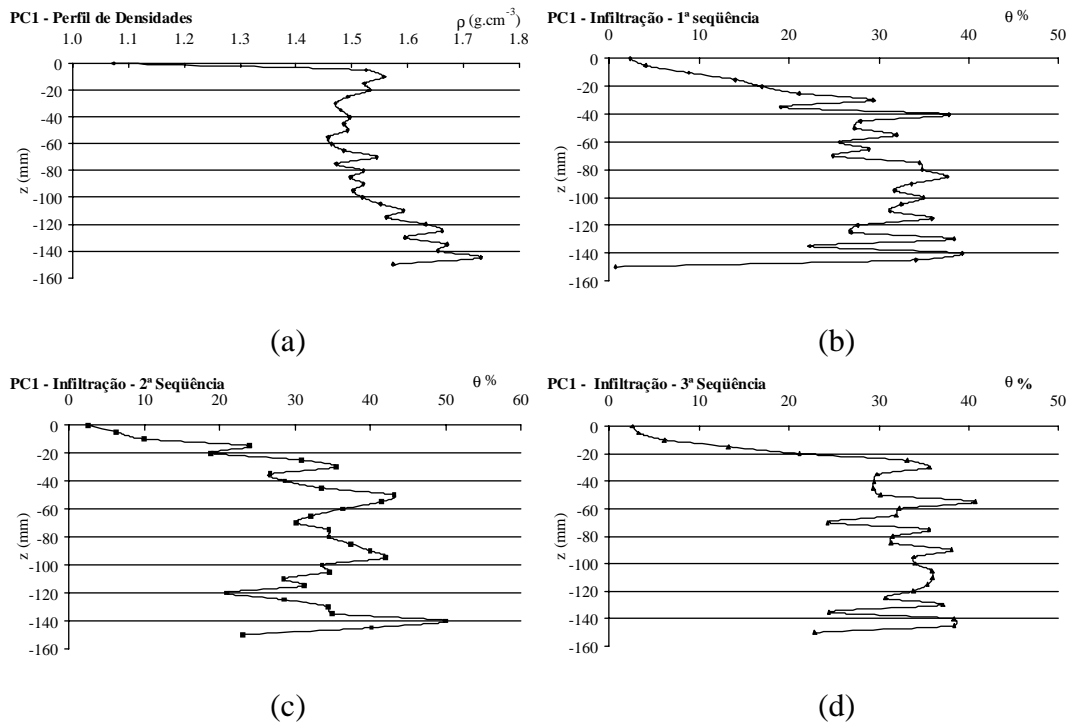 PC1 - Perfil de Densidades
ρ (g.cm⁻³)
1.0 1.1 1.2 1.3 1.4 1.5 1.6 1.7 1.8
0
-20
-40
-60
-80
-100
-120
-140
-160
z (mm)
(a)
PC1 - Infiltração - 1ª seqüência
θ %
0 10 20 30 40 50
0
-20
-40
-60
-80
-100
-120
-140
-160
z (mm)
(b)
PC1 - Infiltração - 2ª Seqüência
θ %
0 10 20 30 40 50 60
0
-20
-40
-60
-80
-100
-120
-140
-160
z (mm)
(c)
PC1 - Infiltração - 3ª Seqüência
θ %
0 10 20 30 40 50
0
-20
-40
-60
-80
-100
-120
-140
-160
z (mm)
(d)